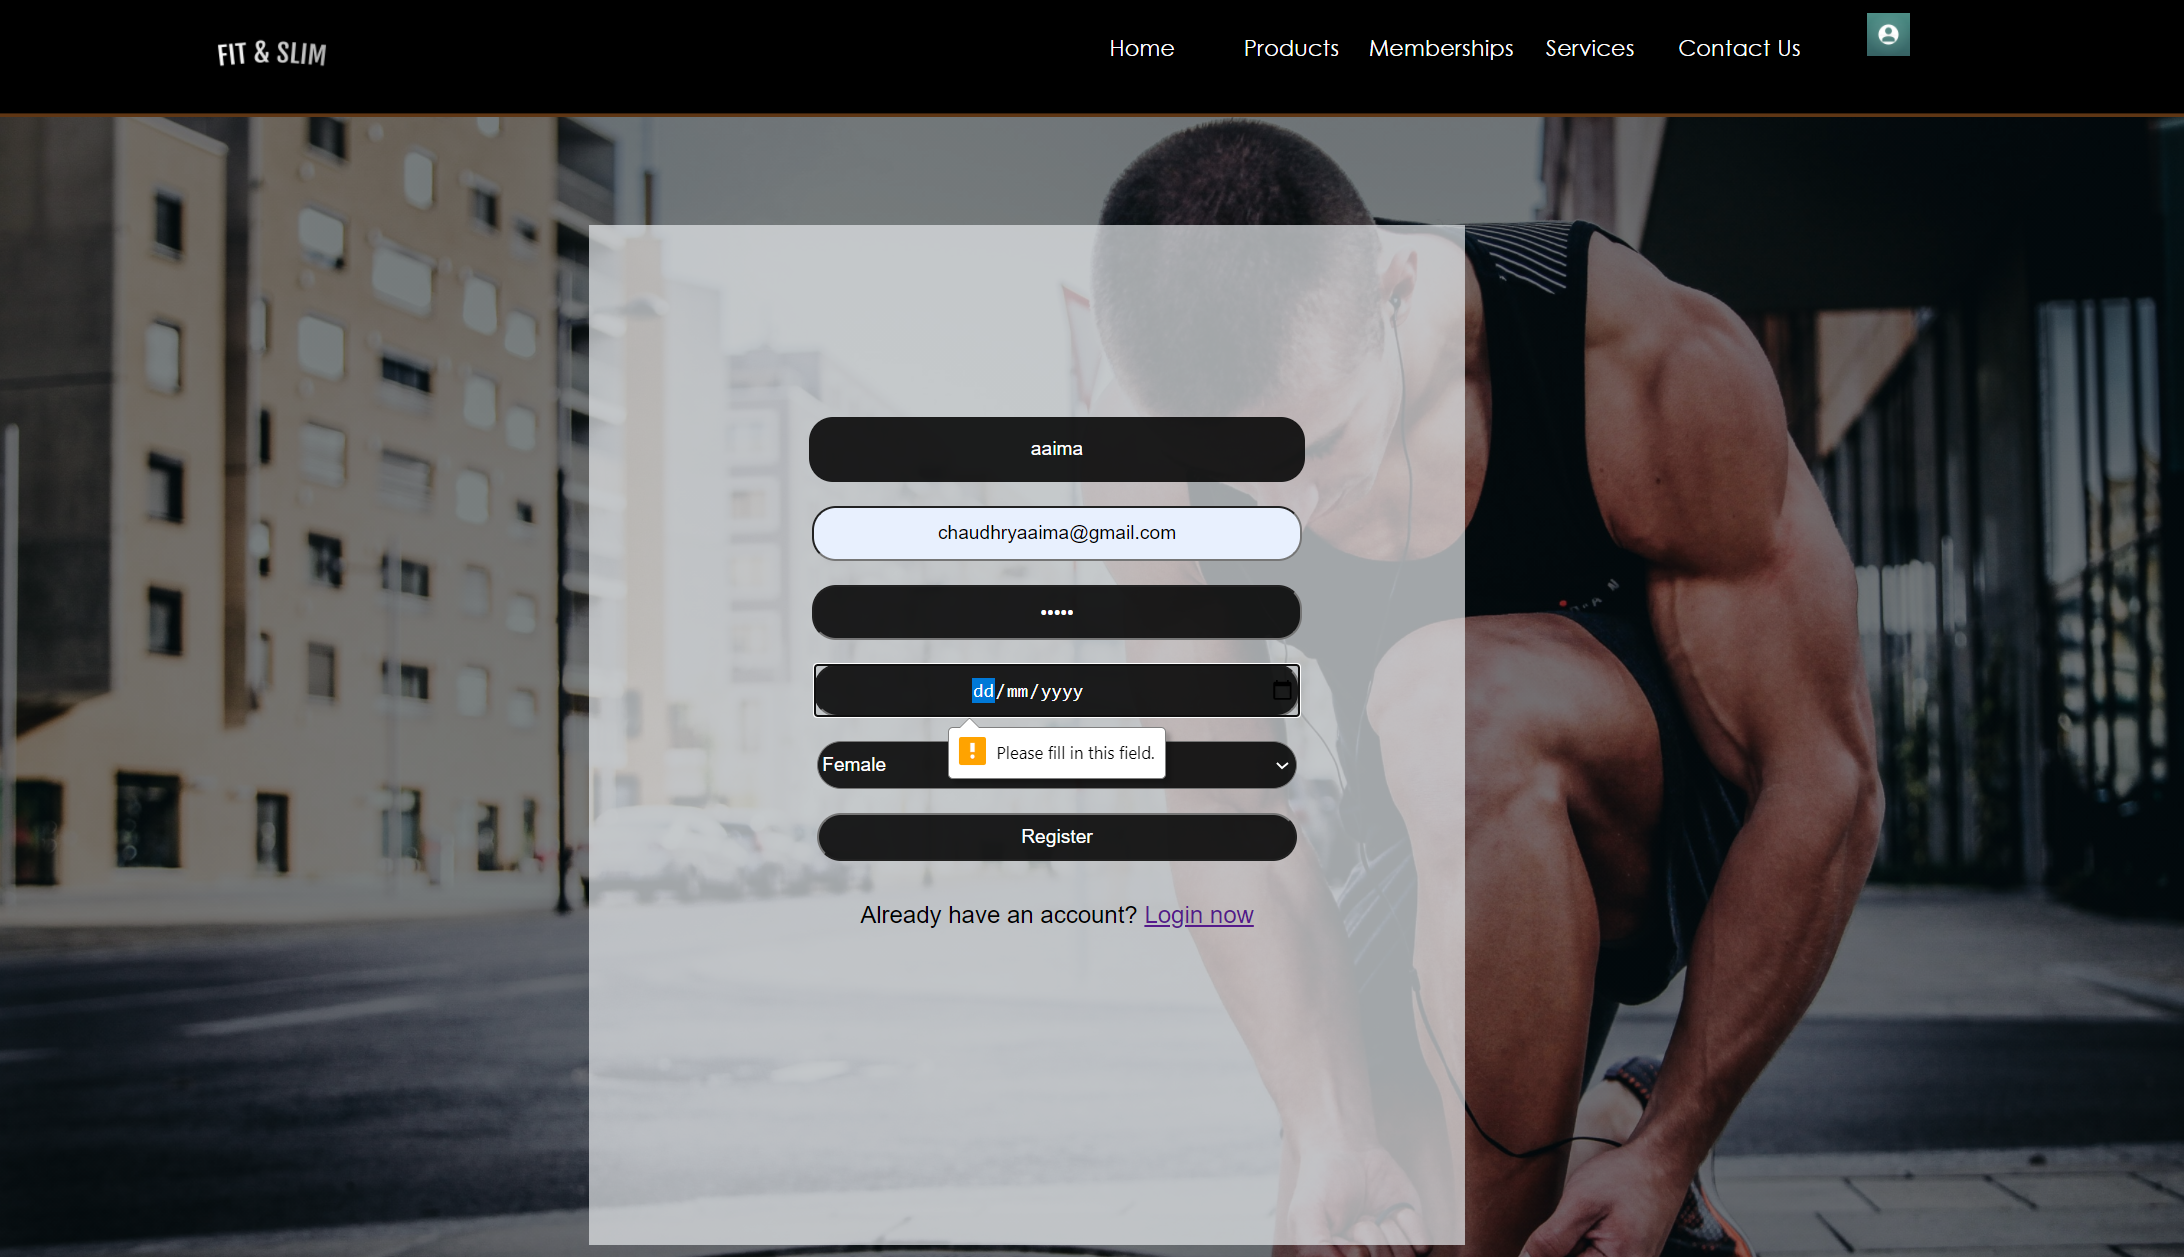 FIT & SLIM
Home Products Memberships Services Contact Us
aaima
chaudhryaaima@gmail.com
•••••
dd/mm/yyyy
Please fill in this field.
Female
Register
Already have an account? Login now